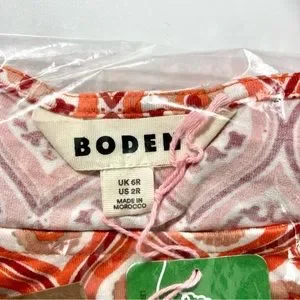 BODEN
UK 6R
US 2R
MADE IN
MOROCCO